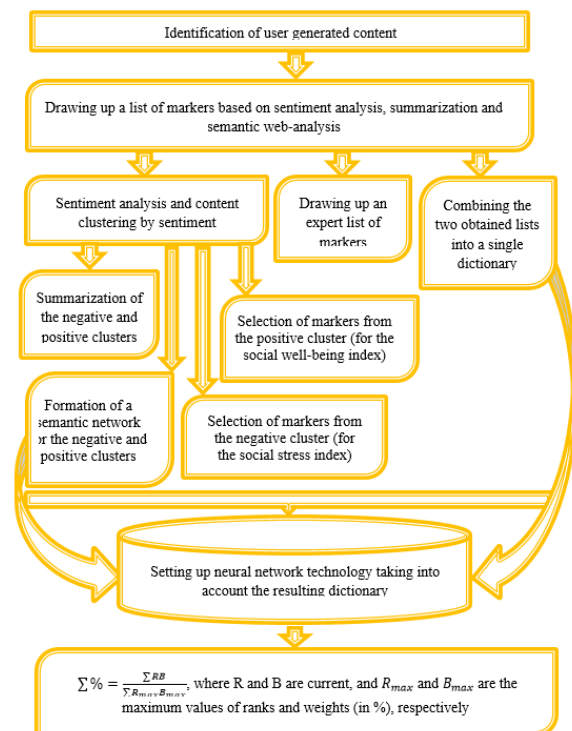 Identification of user generated content
Drawing up a list of markers based on sentiment analysis, summarization and
semantic web-analysis
Sentiment analysis and content
clustering by sentiment
Drawing up an
expert list of
markers
Combining the
two obtained lists
into a single
dictionary
Summarization of
the negative and
positive clusters
Selection of markers from
the positive cluster (for the
social well-being index)
Formation of a
semantic network
or the negative and
positive clusters
Selection of markers from
the negative cluster (for
the social stress index)
Setting up neural network technology taking into
account the resulting dictionary
∑% = ∑RB / ∑RmaxBmax, where R and B are current, and Rmax and Bmax are the
maximum values of ranks and weights (in %), respectively